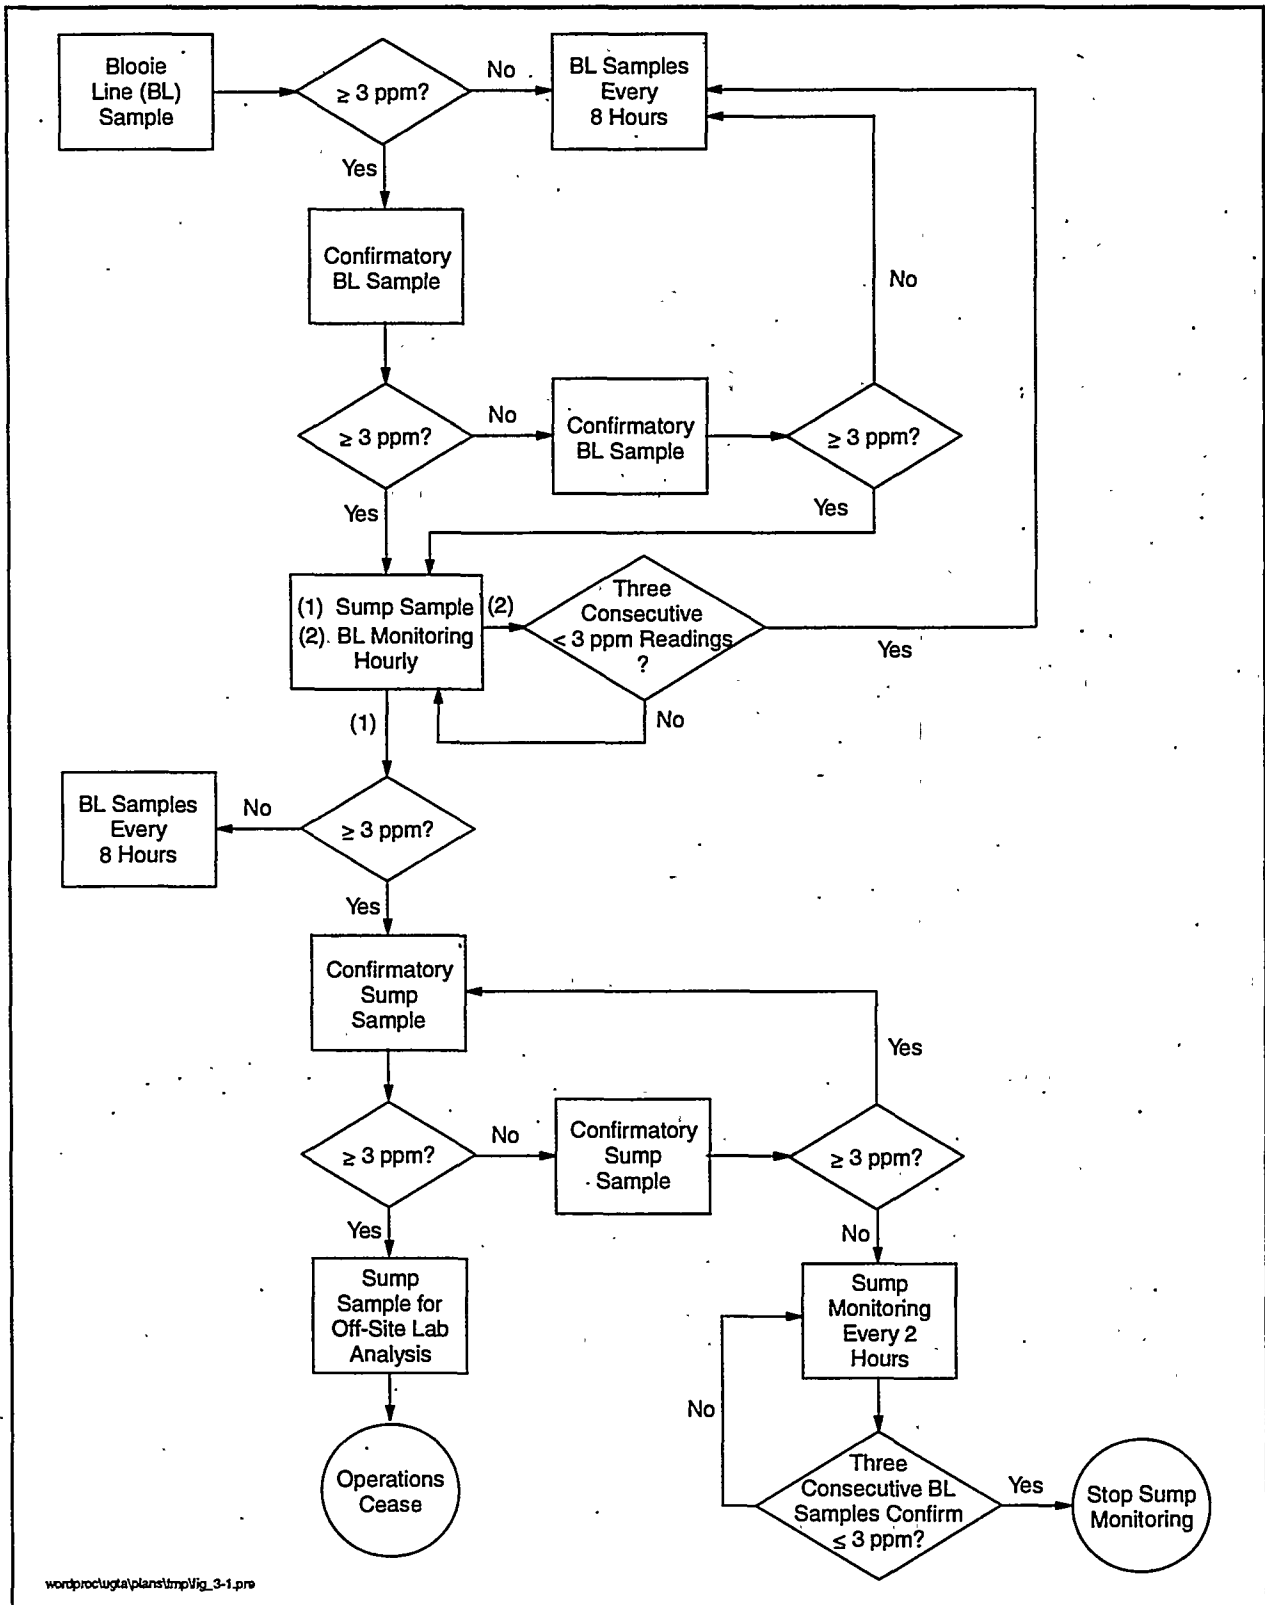 Blooie
Line (BL)
Sample
≥ 3 ppm?
No
BL Samples
Every
8 Hours
Yes
Confirmatory
BL Sample
No
≥ 3 ppm?
No
Confirmatory
BL Sample
≥ 3 ppm?
Yes
Yes
(1) Sump Sample
(2). BL Monitoring
Hourly
(2)
Three
Consecutive
< 3 ppm Readings
?
Yes
No
(1)
BL Samples
Every
8 Hours
No
≥ 3 ppm?
Yes
Confirmatory
Sump
Sample
Yes
≥ 3 ppm?
No
Confirmatory
Sump
Sample
≥ 3 ppm?
Yes
No
Sump
Sample for
Off-Site Lab
Analysis
Sump
Monitoring
Every 2
Hours
No
Operations
Cease
Three
Consecutive BL
Samples Confirm
≤ 3 ppm?
Yes
Stop Sump
Monitoring
wordproc\ugta\plans\tmp\fig_3-1.pre